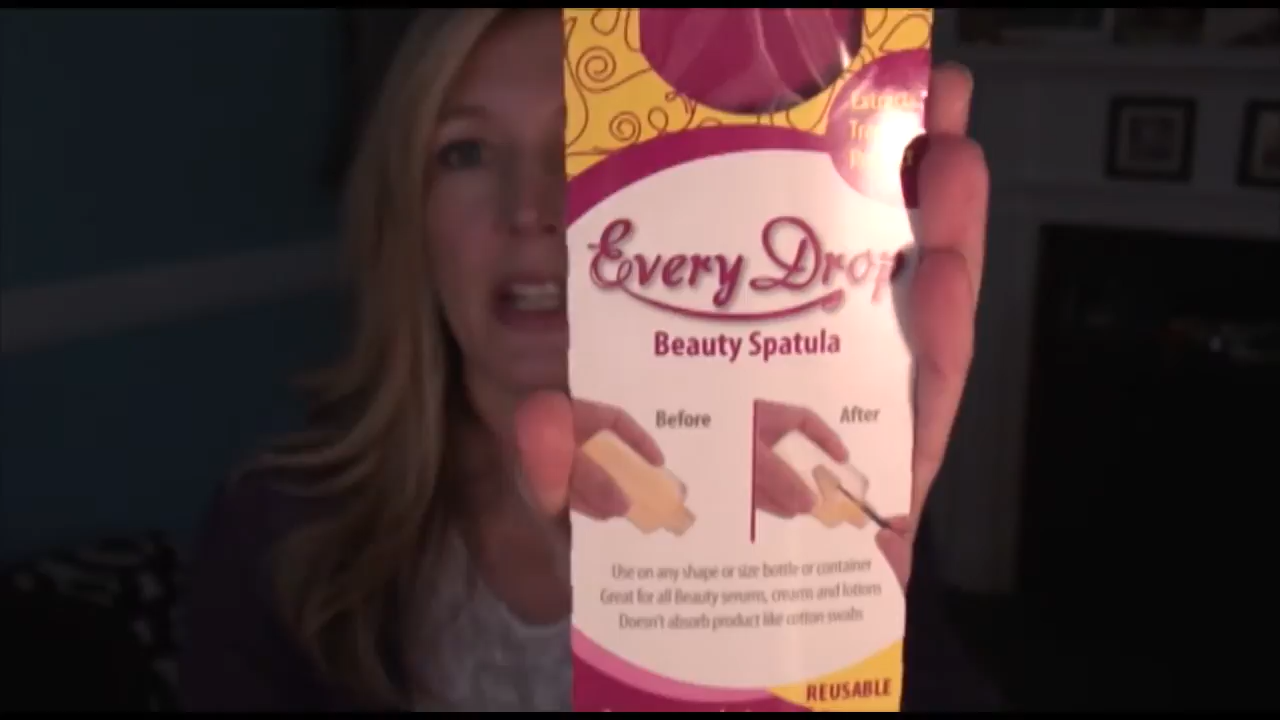 Every Drop
Beauty Spatula
Before
After
Use on any shape or size bottle or container
Great for all Beauty serums, creams and lotions
Doesn't absorb product like cotton swabs
REUSABLE